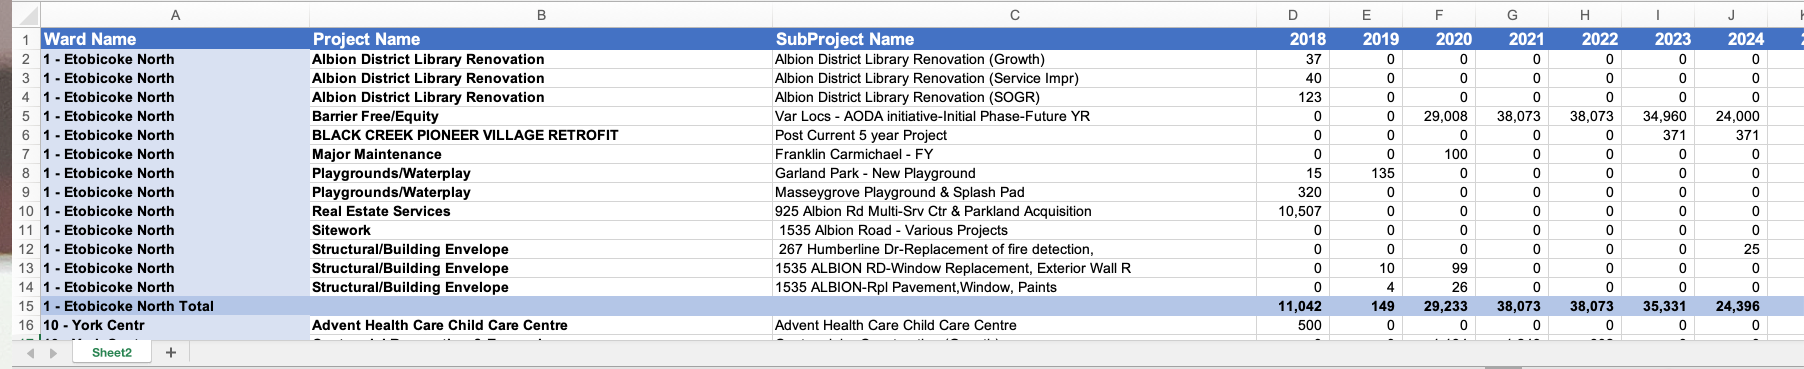 A B C D E F G H I J
1 Ward Name Project Name SubProject Name 2018 2019 2020 2021 2022 2023 2024
2 1 - Etobicoke North Albion District Library Renovation Albion District Library Renovation (Growth) 37 0 0 0 0 0 0
3 1 - Etobicoke North Albion District Library Renovation Albion District Library Renovation (Service Impr) 40 0 0 0 0 0 0
4 1 - Etobicoke North Albion District Library Renovation Albion District Library Renovation (SOGR) 123 0 0 0 0 0 0
5 1 - Etobicoke North Barrier Free/Equity Var Locs - AODA initiative-Initial Phase-Future YR 0 0 29,008 38,073 38,073 34,960 24,000
6 1 - Etobicoke North BLACK CREEK PIONEER VILLAGE RETROFIT Post Current 5 year Project 0 0 0 0 0 371 371
7 1 - Etobicoke North Major Maintenance Franklin Carmichael - FY 0 0 100 0 0 0 0
8 1 - Etobicoke North Playgrounds/Waterplay Garland Park - New Playground 15 135 0 0 0 0 0
9 1 - Etobicoke North Playgrounds/Waterplay Masseygrove Playground & Splash Pad 320 0 0 0 0 0 0
10 1 - Etobicoke North Real Estate Services 925 Albion Rd Multi-Srv Ctr & Parkland Acquisition 10,507 0 0 0 0 0 0
11 1 - Etobicoke North Sitework 1535 Albion Road - Various Projects 0 0 0 0 0 0 0
12 1 - Etobicoke North Structural/Building Envelope 267 Humberline Dr-Replacement of fire detection, 0 0 0 0 0 0 25
13 1 - Etobicoke North Structural/Building Envelope 1535 ALBION RD-Window Replacement, Exterior Wall R 0 10 99 0 0 0 0
14 1 - Etobicoke North Structural/Building Envelope 1535 ALBION-Rpl Pavement,Window, Paints 0 4 26 0 0 0 0
15 1 - Etobicoke North Total 11,042 149 29,233 38,073 38,073 35,331 24,396
16 10 - York Centr Advent Health Care Child Care Centre Advent Health Care Child Care Centre 500 0 0 0 0 0 0
Sheet2 +